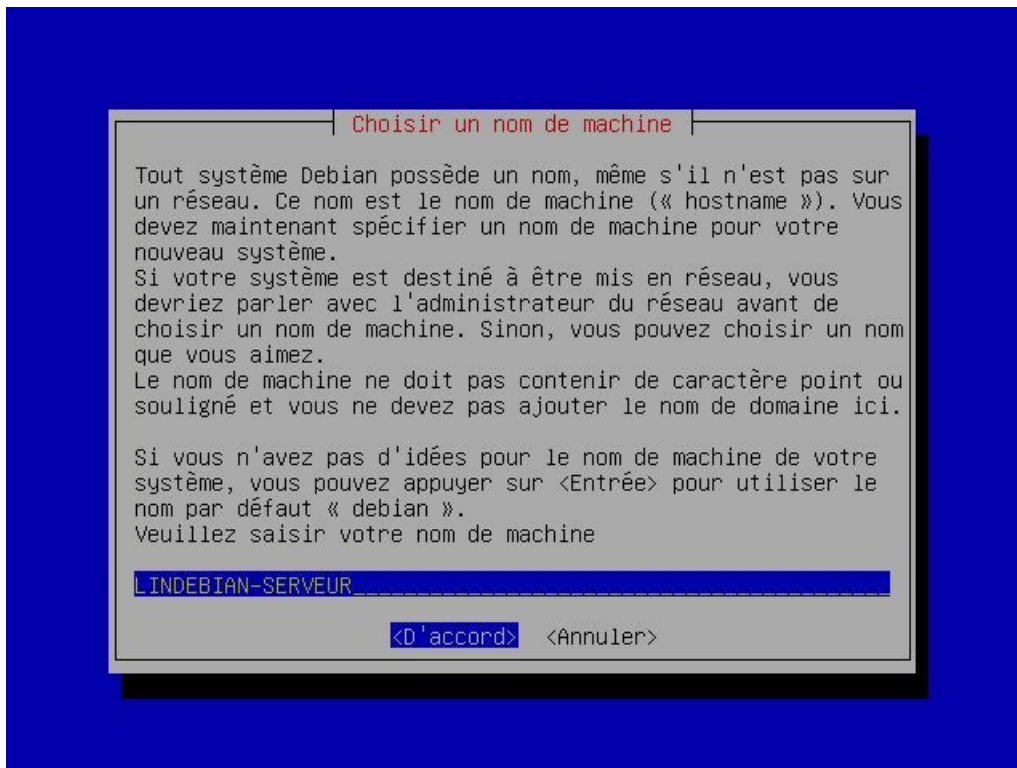 Choisir un nom de machine
Tout système Debian possède un nom, même s'il n'est pas sur
un réseau. Ce nom est le nom de machine (« hostname »). Vous
devez maintenant spécifier un nom de machine pour votre
nouveau système.
Si votre système est destiné à être mis en réseau, vous
devriez parler avec l'administrateur du réseau avant de
choisir un nom de machine. Sinon, vous pouvez choisir un nom
que vous aimez.
Le nom de machine ne doit pas contenir de caractère point ou
souligné et vous ne devez pas ajouter le nom de domaine ici.
Si vous n'avez pas d'idées pour le nom de machine de votre
système, vous pouvez appuyer sur <Entrée> pour utiliser le
nom par défaut « debian ».
Veuillez saisir votre nom de machine
LINDEBIAN-SERVEUR
<D'accord> <Annuler>